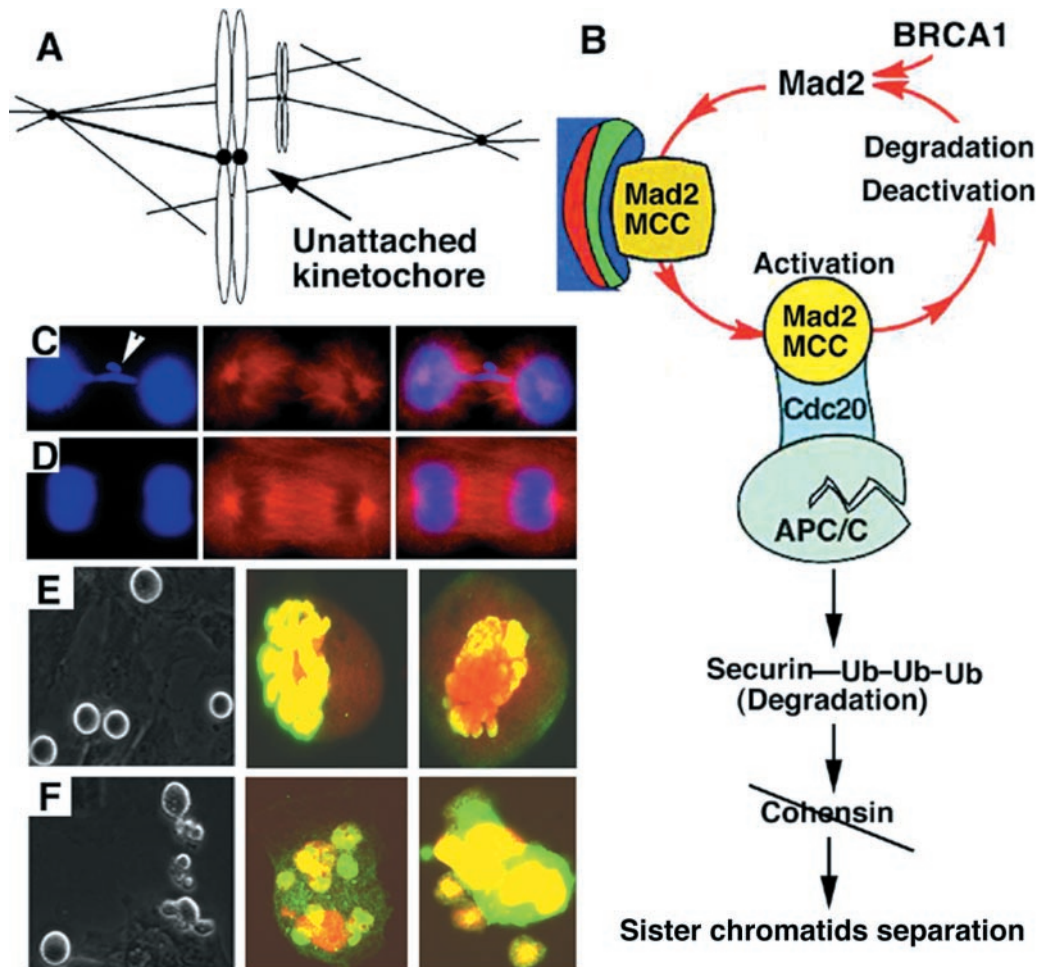 A
Unattached
kinetochore
B
BRCA1
Mad2
Degradation
Deactivation
Mad2
MCC
Activation
Mad2
MCC
Cdc20
APC/C
Securin—Ub-Ub-Ub
(Degradation)
Cohensin
Sister chromatids separation
C
D
E
F